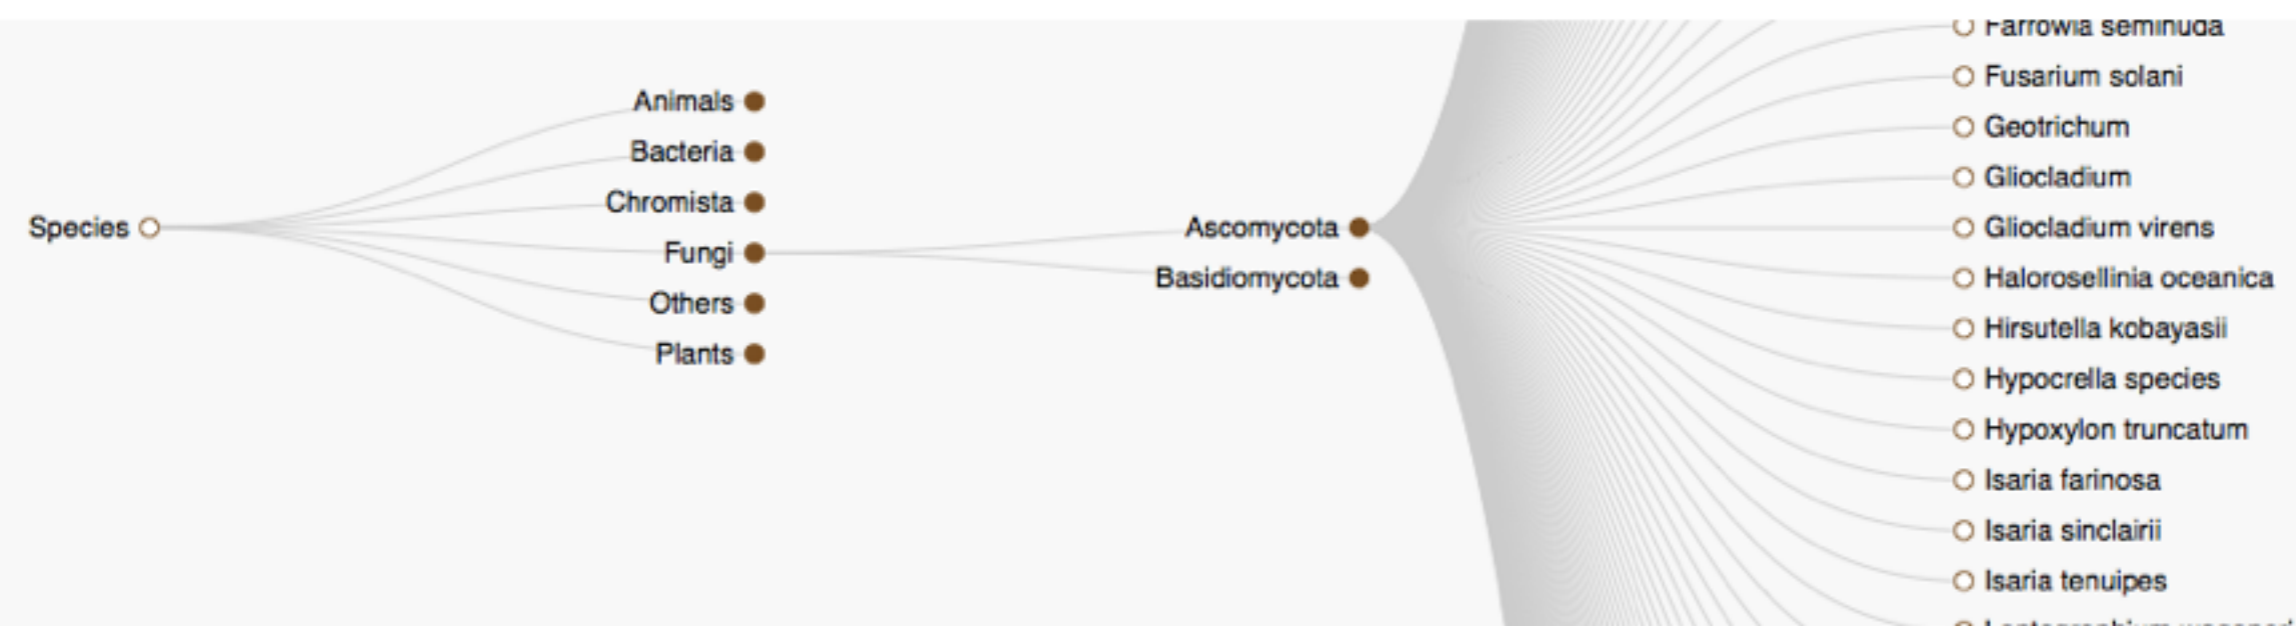 Species
Animals
Bacteria
Chromista
Fungi
Others
Plants
Ascomycota
Basidiomycota
Farrowia seminuda
Fusarium solani
Geotrichum
Gliocladium
Gliocladium virens
Halorosellinia oceanica
Hirsutella kobayasii
Hypocrella species
Hypoxylon truncatum
Isaria farinosa
Isaria sinclairii
Isaria tenuipes